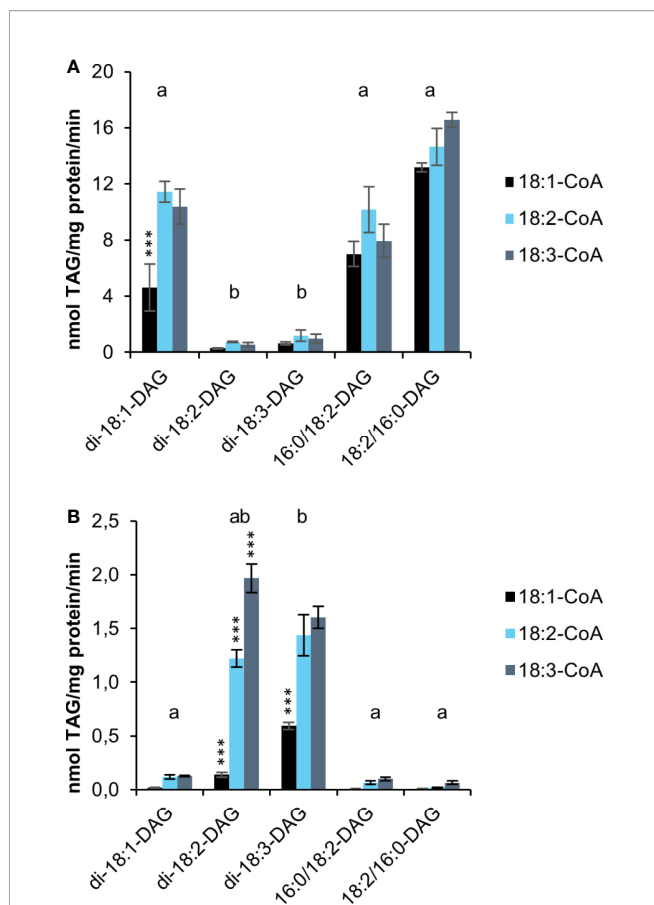 A
nmol TAG/mg protein/min
20
16
12
8
4
0
a
b
b
a
a
***
di-18:1-DAG
di-18:2-DAG
di-18:3-DAG
16:0/18:2-DAG
18:2/16:0-DAG
18:1-CoA
18:2-CoA
18:3-CoA
B
nmol TAG/mg protein/min
2,5
2,0
1,5
1,0
0,5
0,0
a
ab
b
a
a
***
***
***
***
di-18:1-DAG
di-18:2-DAG
di-18:3-DAG
16:0/18:2-DAG
18:2/16:0-DAG
18:1-CoA
18:2-CoA
18:3-CoA